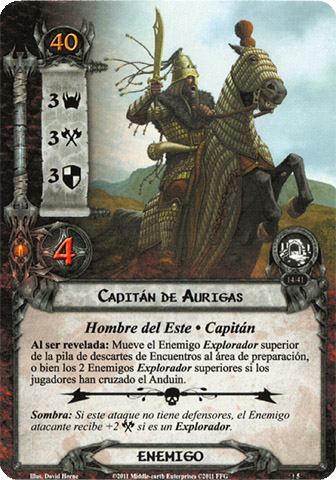 40
3
3
3
4
14-41
CAPITÁN DE AURIGAS
Hombre del Este • Capitán
Al ser revelada: Mueve el Enemigo Explorador superior
de la pila de descartes de Encuentros al área de preparación,
o bien los 2 Enemigos Explorador superiores si los
jugadores han cruzado el Anduin.
Sombra: Si este ataque no tiene defensores, el Enemigo
atacante recibe +2 si es un Explorador.
ENEMIGO
Illus. David Horne
©2011 Middle-earth Enterprises ©2011 FFG